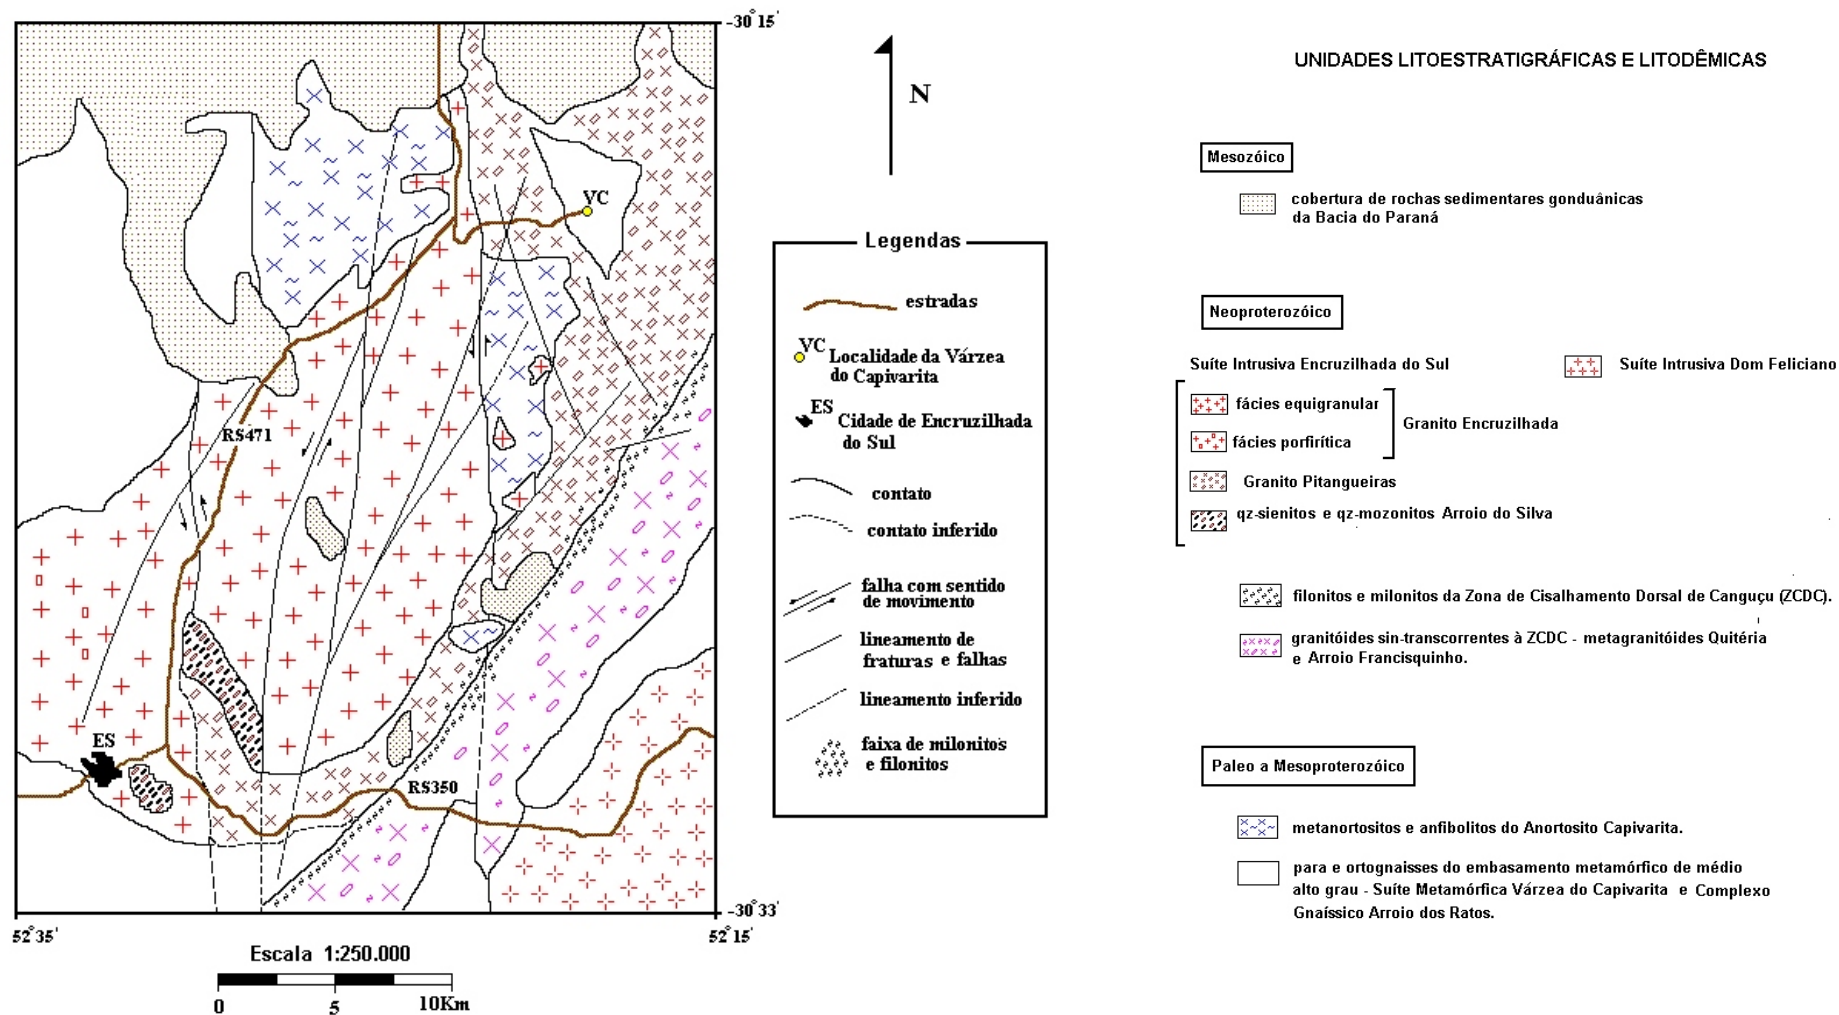 -30°15'
VC
RS471
ES
RS350
-30°33'
52°35'
52°15'
Escala 1:250.000
0
5
10Km
N
Legendas
estradas
VC
Localidade da Várzea
do Capivarita
ES
Cidade de Encruzilhada
do Sul
contato
contato inferido
falha com sentido
de movimento
lineamento de
fraturas e falhas
lineamento inferido
faixa de milonitos
e filonitos
UNIDADES LITOESTRATIGRÁFICAS E LITODÊMICAS
Mesozóico
cobertura de rochas sedimentares gonduânicas
da Bacia do Paraná
Neoproterozóico
Suíte Intrusiva Encruzilhada do Sul
Suíte Intrusiva Dom Feliciano
fácies equigranular
Granito Encruzilhada
fácies porfirítica
Granito Pitangueiras
qz-sienitos e qz-mozonitos Arroio do Silva
filonitos e milonitos da Zona de Cisalhamento Dorsal de Canguçu (ZCDC).
granitóides sin-transcorrentes à ZCDC - metagranitóides Quitéria
e Arroio Francisquinho.
Paleo a Mesoproterozóico
metanortositos e anfibolitos do Anortosito Capivarita.
para e ortognaisses do embasamento metamórfico de médio
alto grau - Suíte Metamórfica Várzea do Capivarita e Complexo
Gnaíssico Arroio dos Ratos.